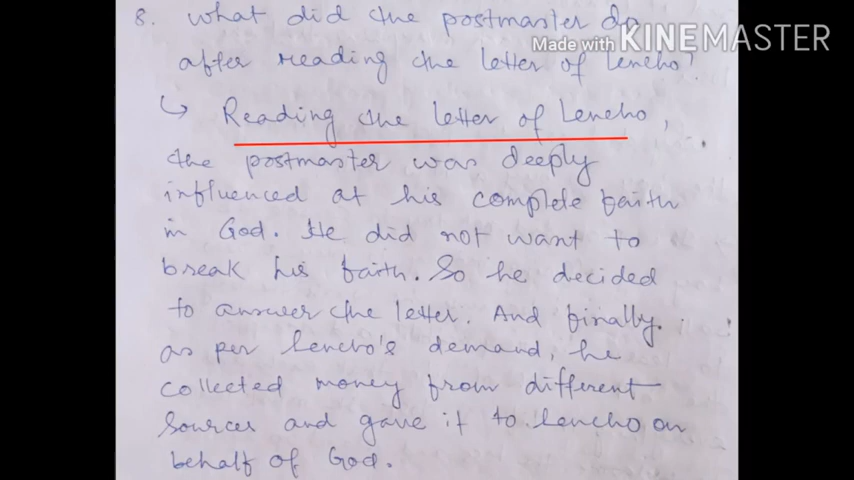 8. What did the postmaster do
Made with KINEMASTER
after reading the letter of Lencho?
↳ Reading the letter of Lencho,
the postmaster was deeply
influenced at his complete faith
in God. He did not want to
break his faith. So he decided
to answer the letter. And finally,
as per Lencho's demand, he
collected money from different
sources and gave it to Lencho on
behalf of God.